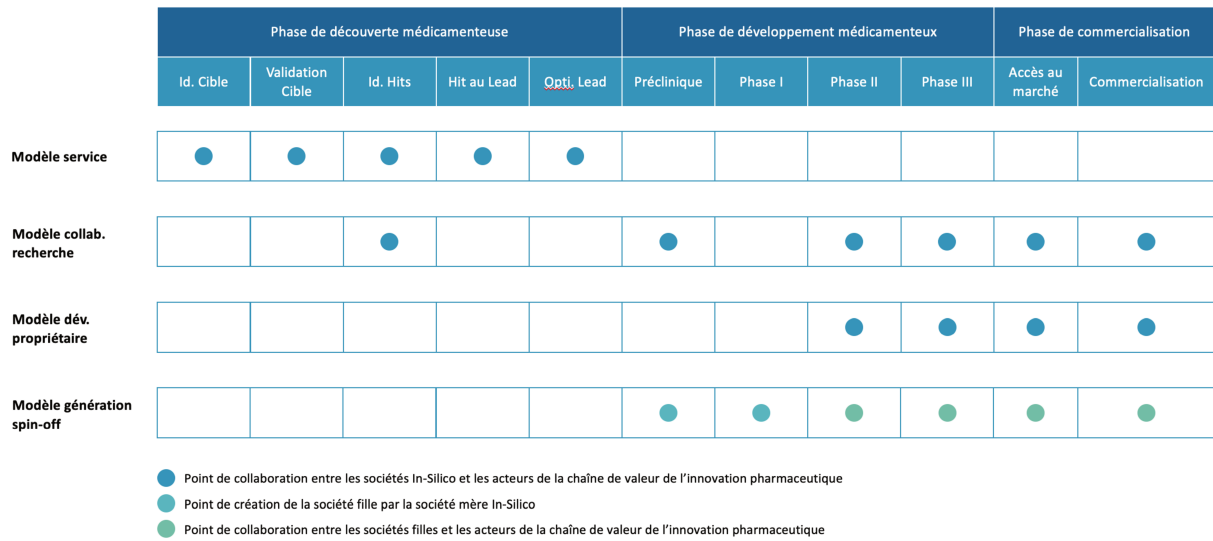 Phase de découverte médicamenteuse
Phase de développement médicamenteux
Phase de commercialisation
Id. Cible
Validation
Cible
Id. Hits
Hit au Lead
Opti. Lead
Préclinique
Phase I
Phase II
Phase III
Accès au
marché
Commercialisation
Modèle service
Modèle collab.
recherche
Modèle dév.
propriétaire
Modèle génération
spin-off
Point de collaboration entre les sociétés In-Silico et les acteurs de la chaîne de valeur de l’innovation pharmaceutique
Point de création de la société fille par la société mère In-Silico
Point de collaboration entre les sociétés filles et les acteurs de la chaîne de valeur de l’innovation pharmaceutique